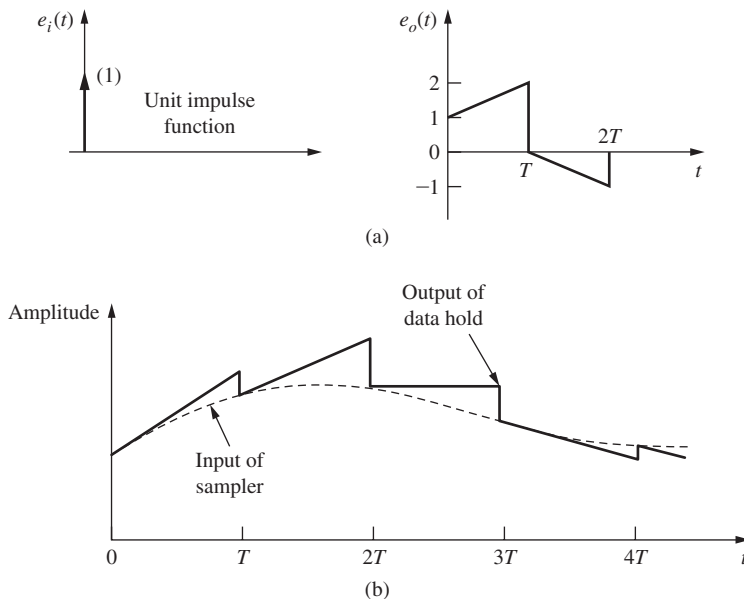 e_i(t)
(1)
Unit impulse
function
e_o(t)
2
1
0
−1
T
2T
t
(a)
Amplitude
Output of
data hold
Input of
sampler
0
T
2T
3T
4T
t
(b)